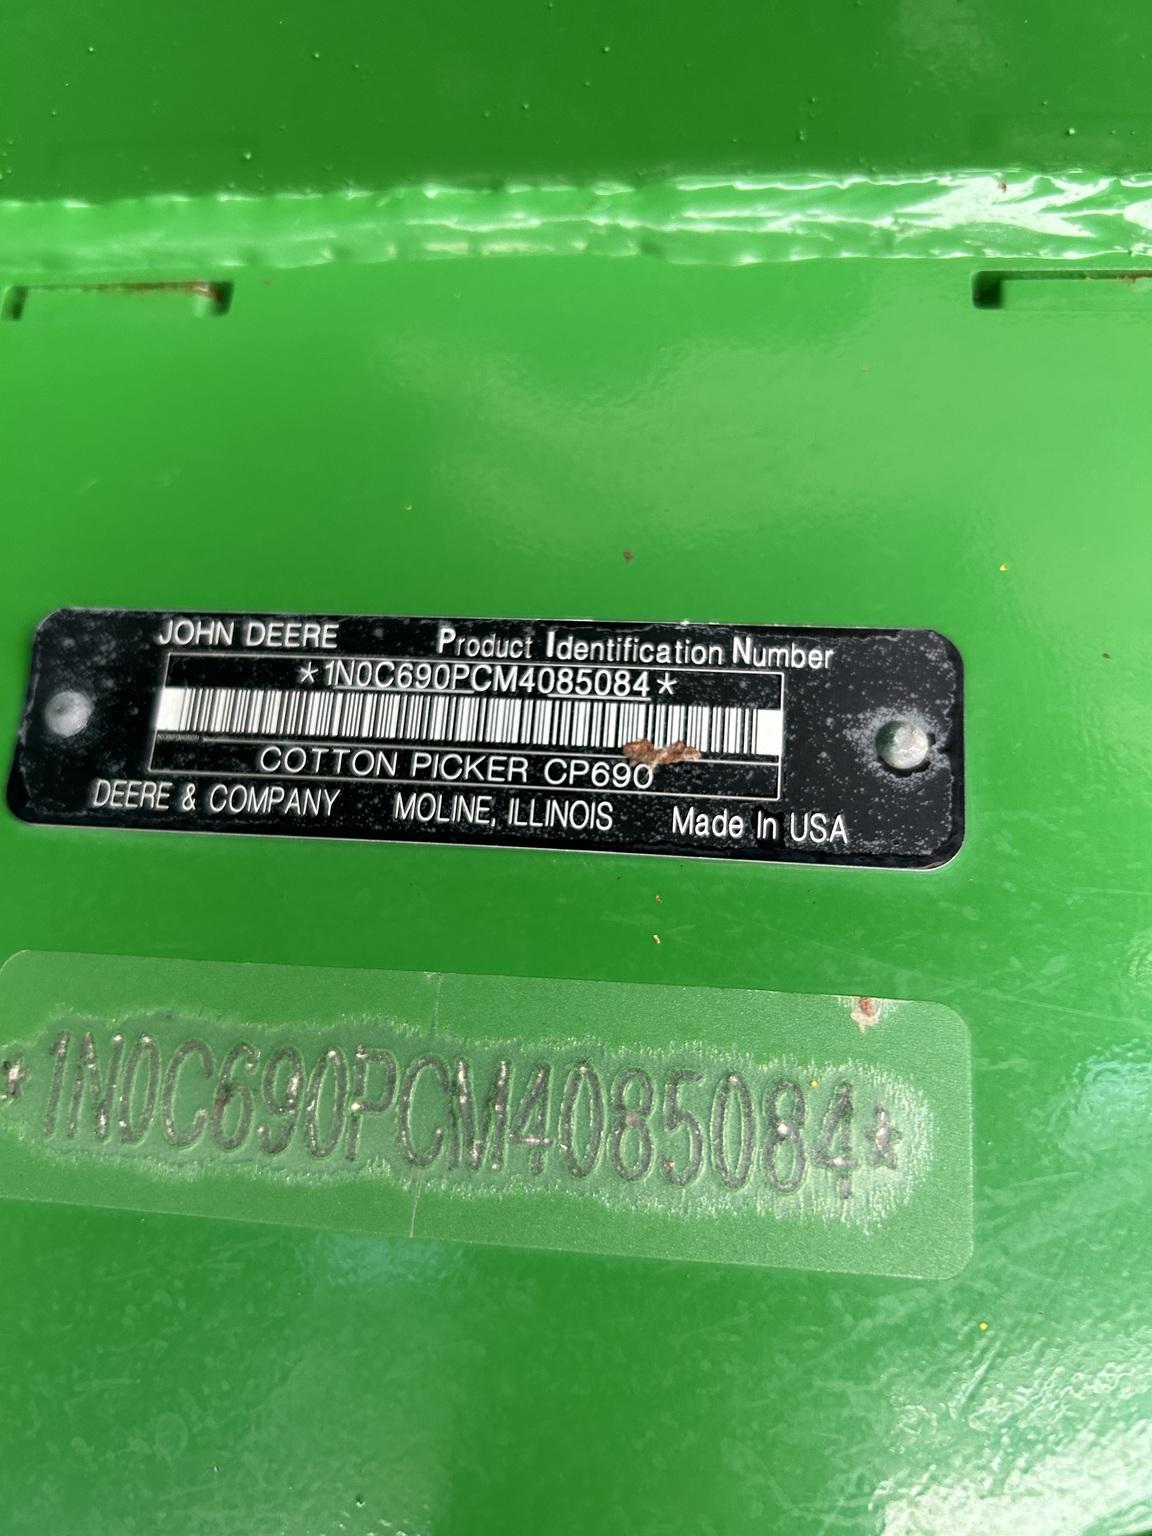 JOHN DEERE Product Identification Number
*1N0C690PCM4085084*
COTTON PICKER CP690
DEERE & COMPANY MOLINE, ILLINOIS Made In USA
*1N0C690PCM4085084*